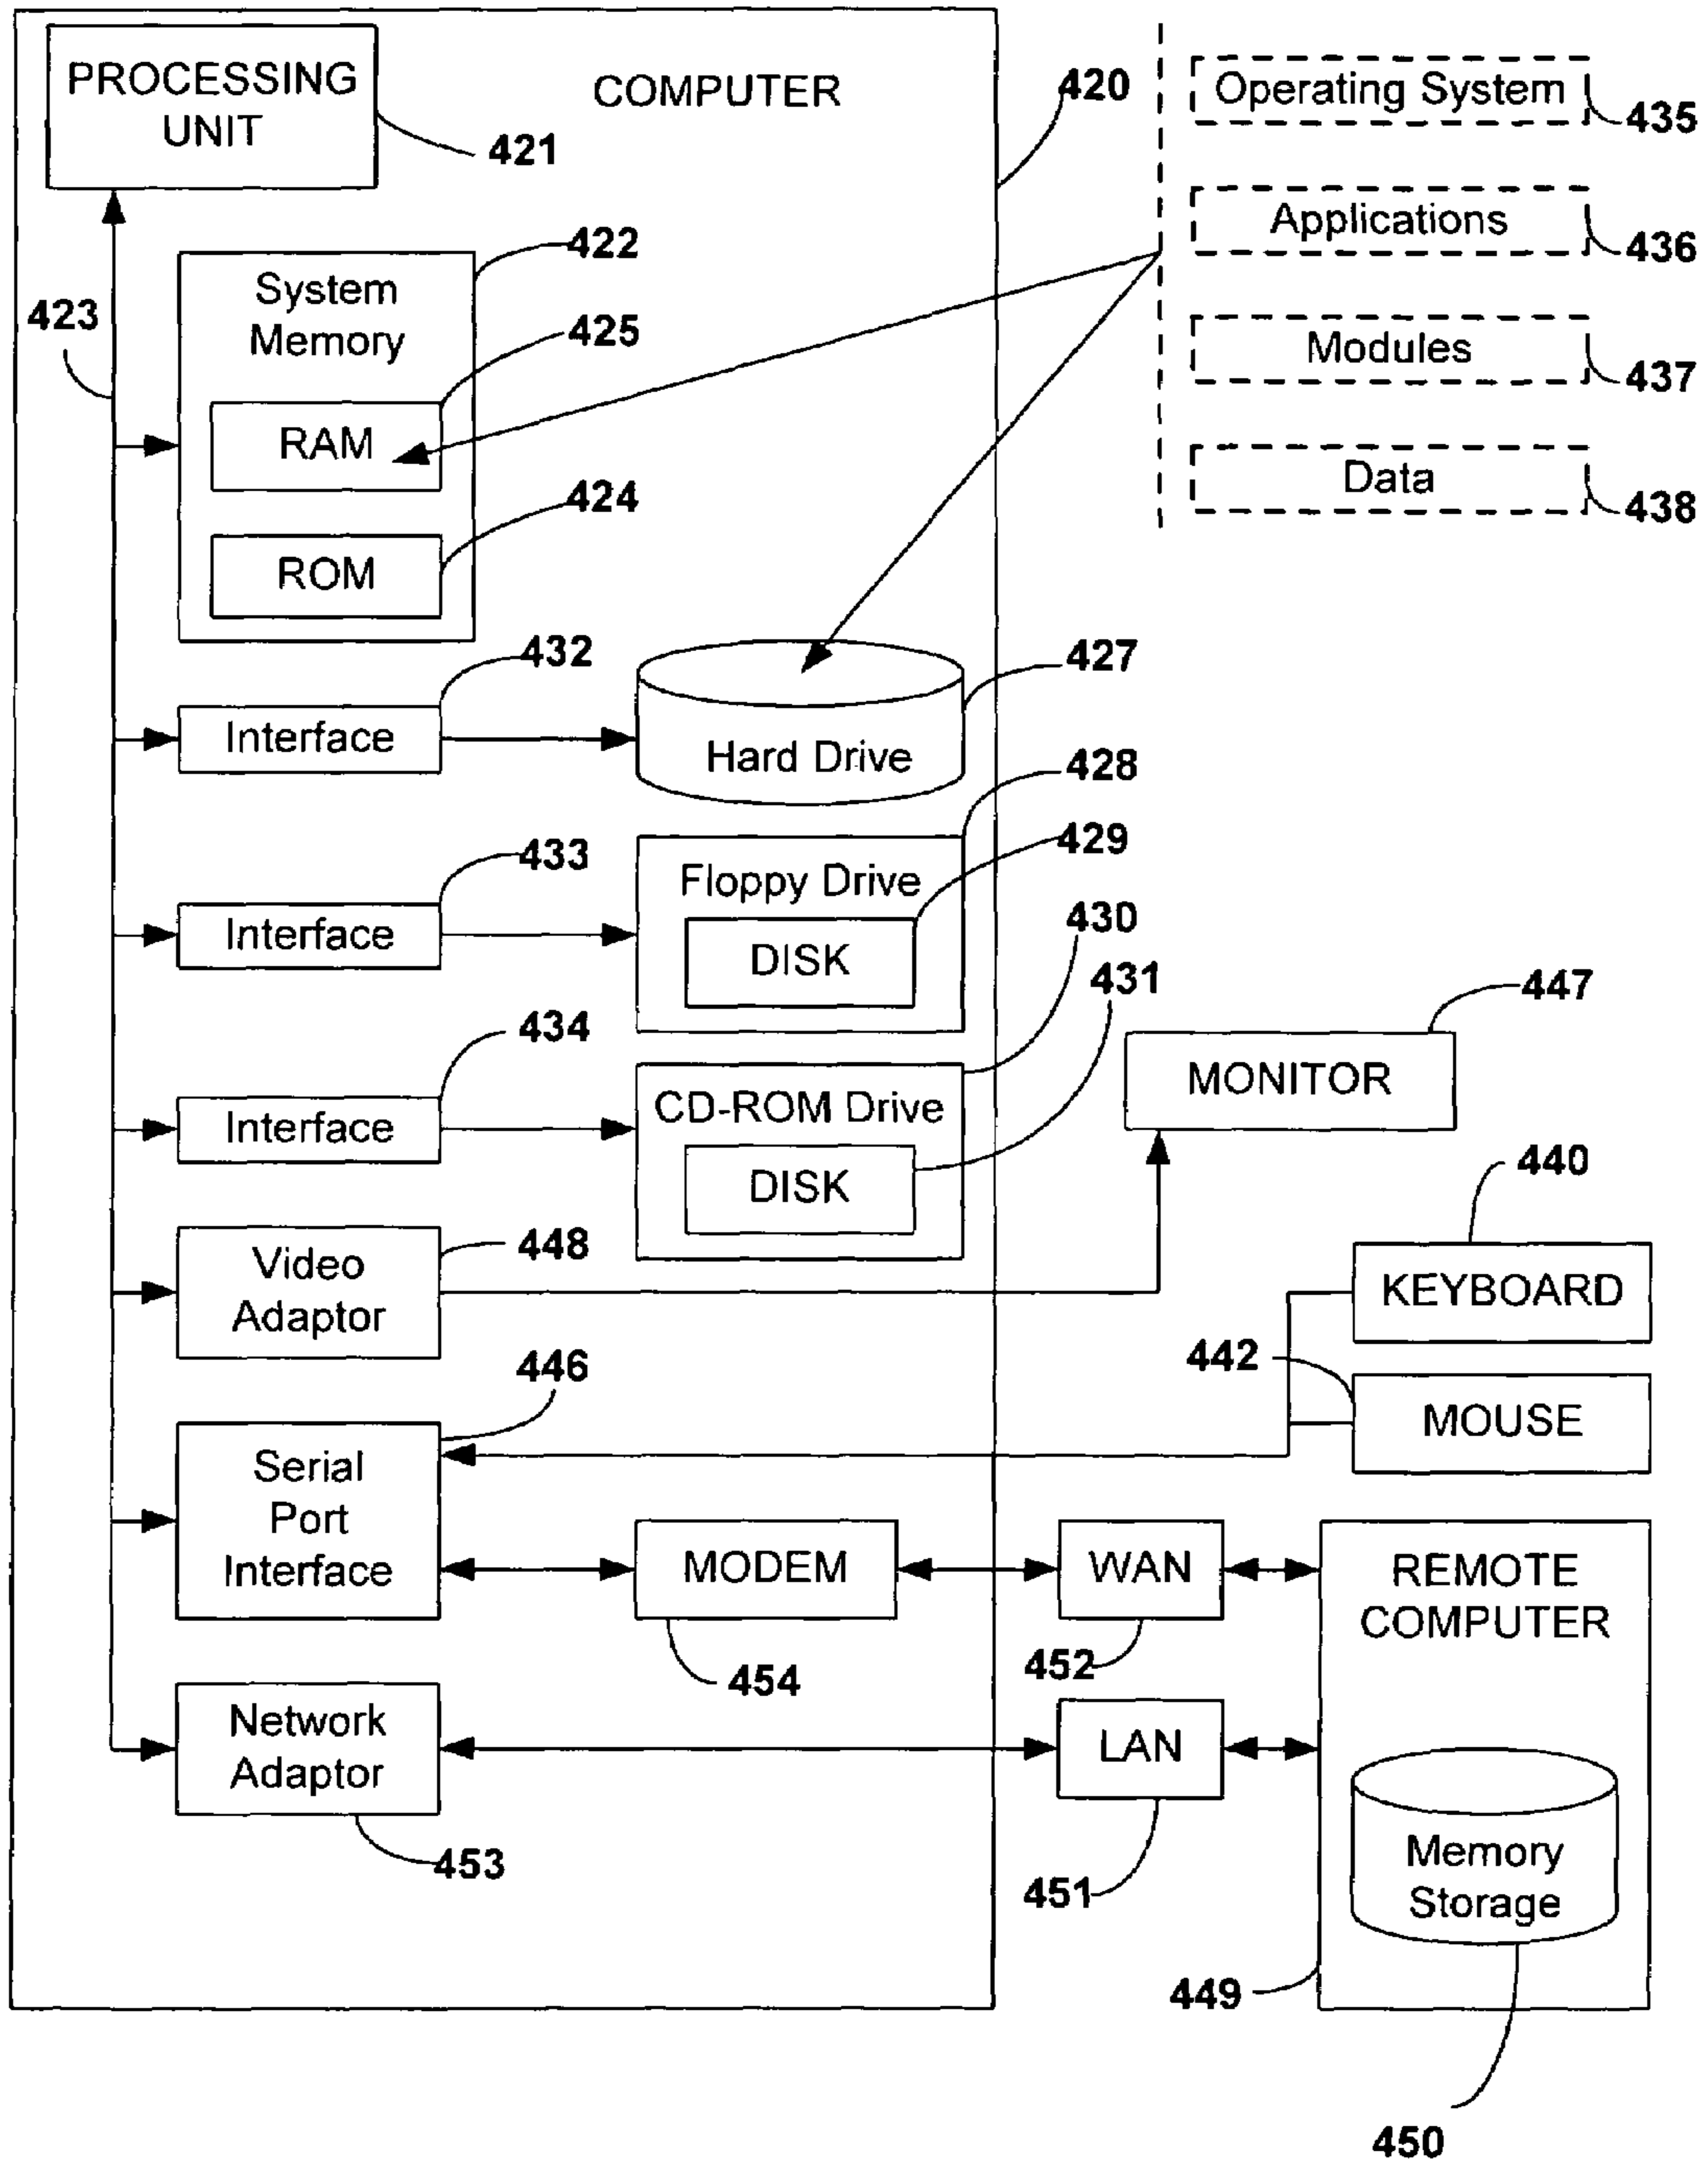 PROCESSING
UNIT
421
COMPUTER
420
Operating System
435
Applications
436
Modules
437
Data
438
423
422
System
Memory
425
RAM
424
ROM
432
Interface
427
Hard Drive
433
Interface
428
429
Floppy Drive
DISK
434
Interface
430
431
CD-ROM Drive
DISK
447
MONITOR
448
Video
Adaptor
440
KEYBOARD
442
MOUSE
446
Serial
Port
Interface
MODEM
454
WAN
452
REMOTE
COMPUTER
Network
Adaptor
453
LAN
451
Memory
Storage
449
450